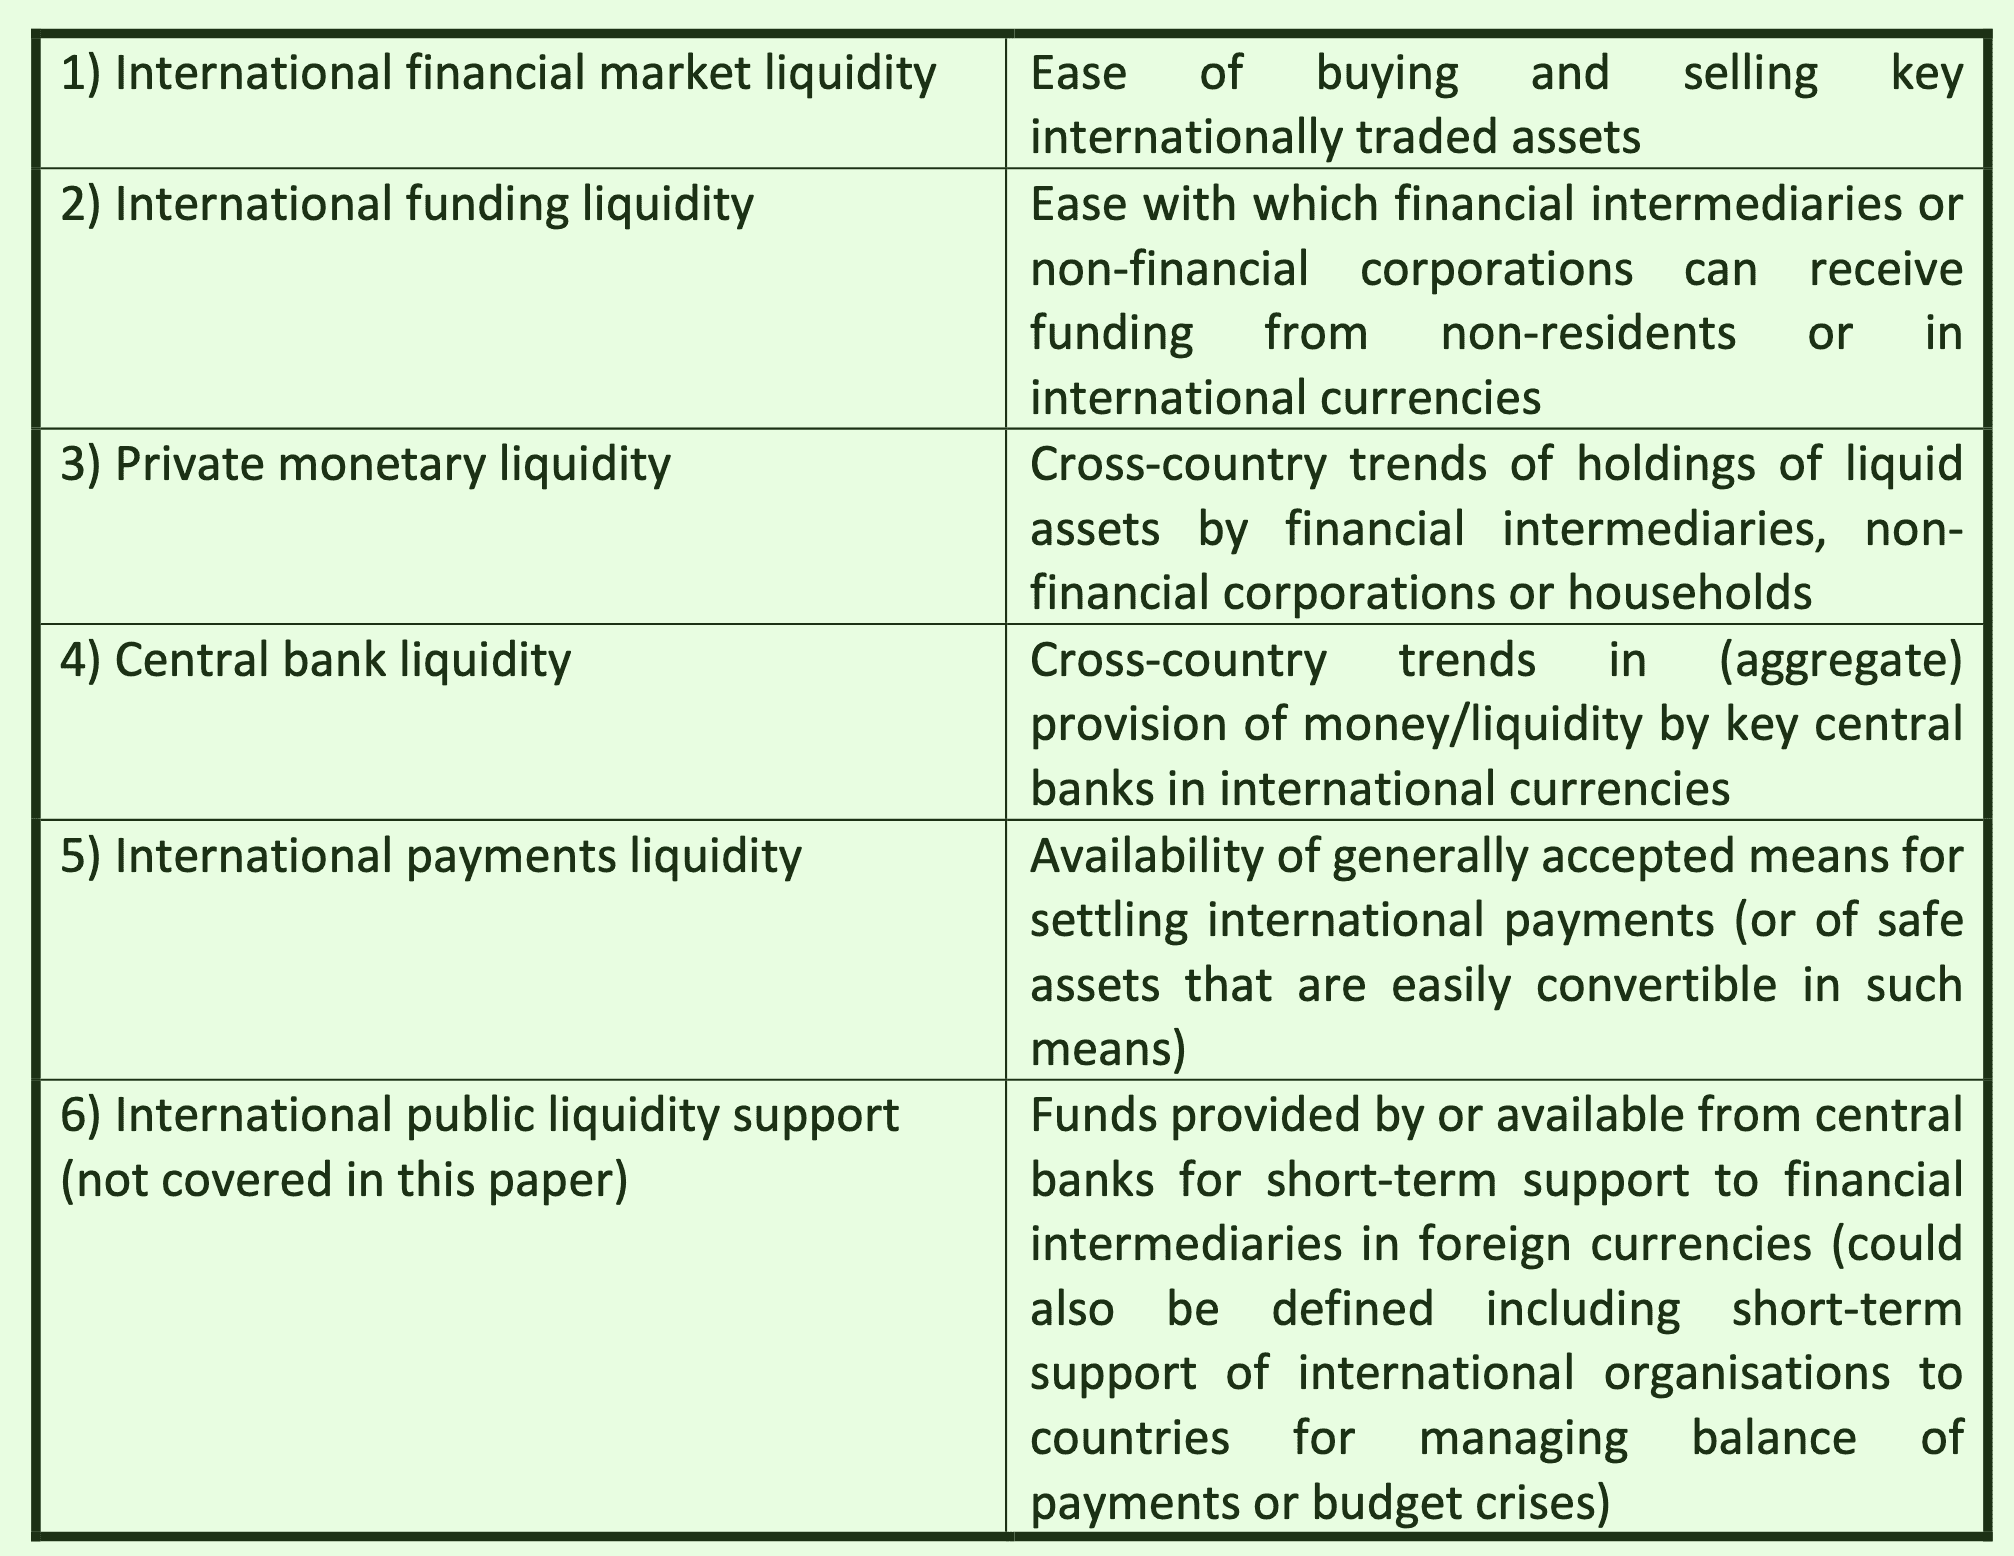 1) International financial market liquidity
Ease of buying and selling key
internationally traded assets
2) International funding liquidity
Ease with which financial intermediaries or
non-financial corporations can receive
funding from non-residents or in
international currencies
3) Private monetary liquidity
Cross-country trends of holdings of liquid
assets by financial intermediaries, non-
financial corporations or households
4) Central bank liquidity
Cross-country trends in (aggregate)
provision of money/liquidity by key central
banks in international currencies
5) International payments liquidity
Availability of generally accepted means for
settling international payments (or of safe
assets that are easily convertible in such
means)
6) International public liquidity support
(not covered in this paper)
Funds provided by or available from central
banks for short-term support to financial
intermediaries in foreign currencies (could
also be defined including short-term
support of international organisations to
countries for managing balance of
payments or budget crises)